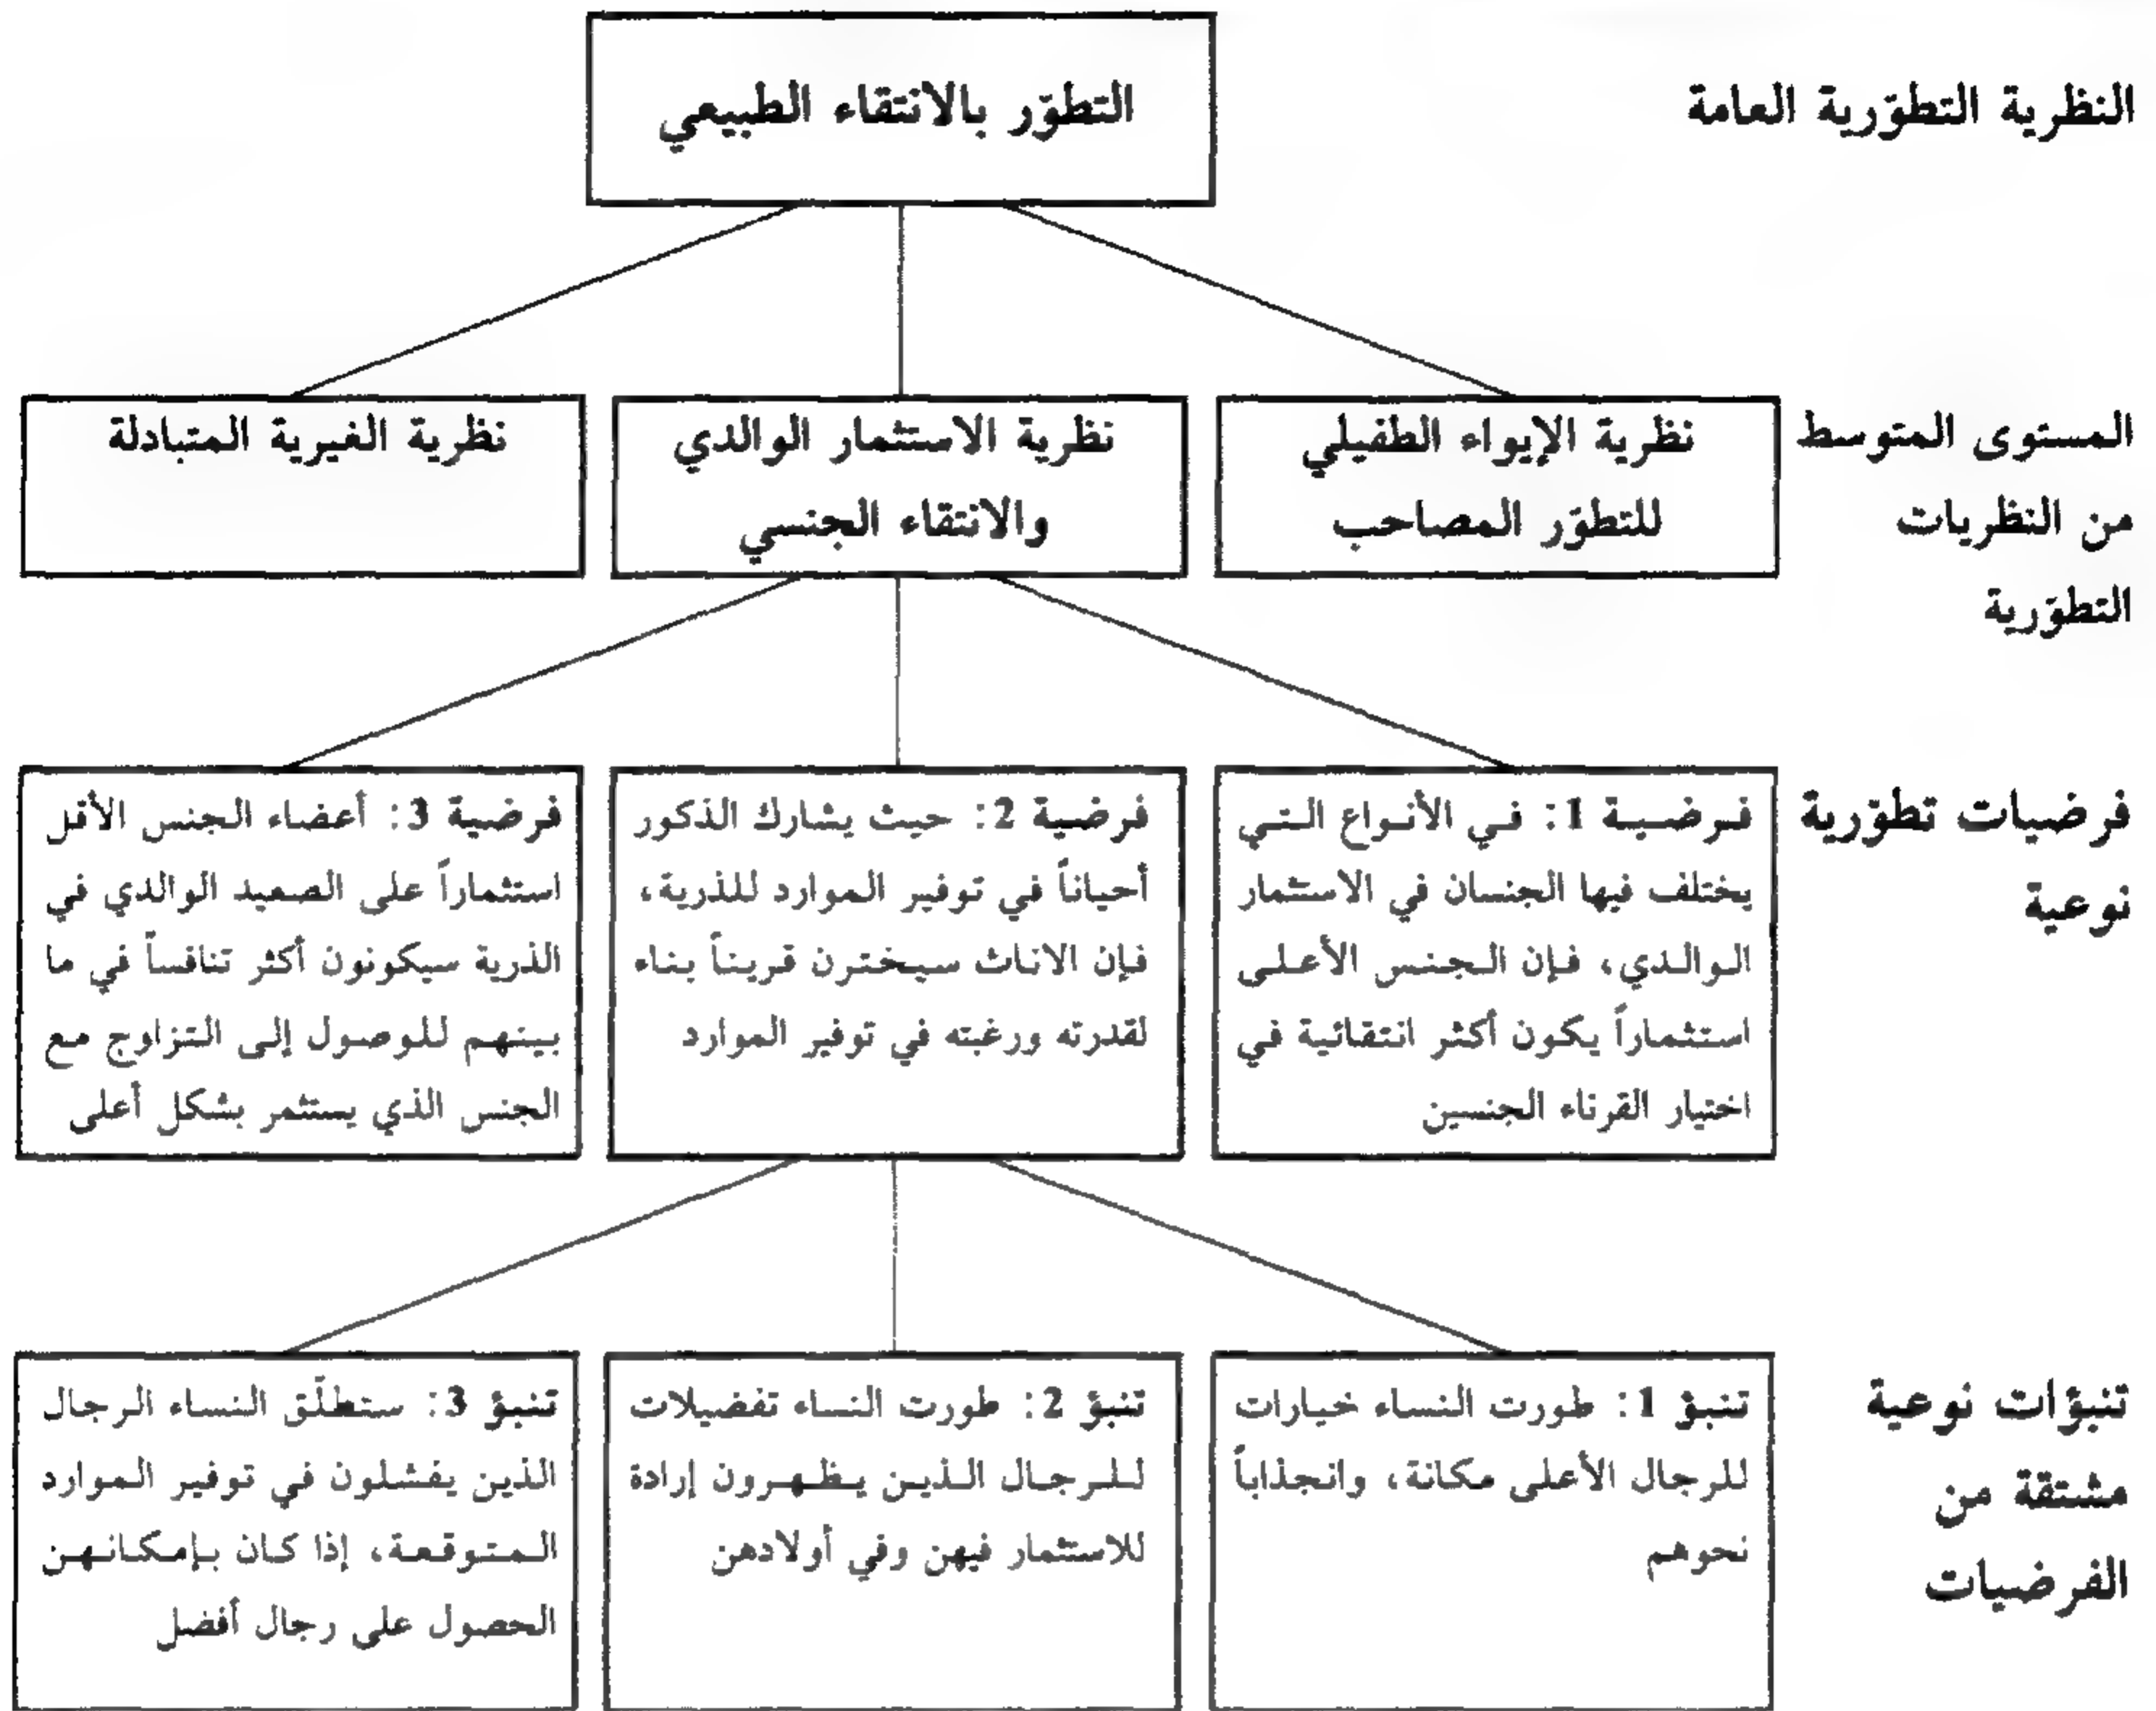 النظرية التطوّرية العامة
التطوّر بالانتقاء الطبيعي
المستوى المتوسط
من النظريات
التطوّرية
نظرية الإيواء الطفيلي
للتطوّر المصاحب
نظرية الاستثمار الوالدي
والانتقاء الجنسي
نظرية الغيرية المتبادلة
فرضيات تطوّرية
نوعية
فرضية 1: في الأنواع التي
يختلف فيها الجنسان في الاستثمار
الوالدي، فإن الجنس الأعلى
استثماراً يكون أكثر انتقائية في
اختيار القرناء الجنسين
فرضية 2: حيث يشارك الذكور
أحياناً في توفير الموارد للذرية،
فإن الاناث سيخترن قريناً بناء
لقدرته ورغبته في توفير الموارد
فرضية 3: أعضاء الجنس الأقل
استثماراً على الصعيد الوالدي في
الذرية سيكونون أكثر تنافساً في ما
بينهم للوصول إلى التزاوج مع
الجنس الذي يستثمر بشكل أعلى
تنبؤات نوعية
مشتقة من
الفرضيات
تنبؤ 1: طورت النساء خيارات
للرجال الأعلى مكانة، وانجذاباً
نحوهم
تنبؤ 2: طورت النساء تفضيلات
للرجال الذين يظهرون إرادة
للاستثمار فيهن وفي أولادهن
تنبؤ 3: ستطلّق النساء الرجال
الذين يفشلون في توفير الموارد
المتوقعة، إذا كان بإمكانهن
الحصول على رجال أفضل